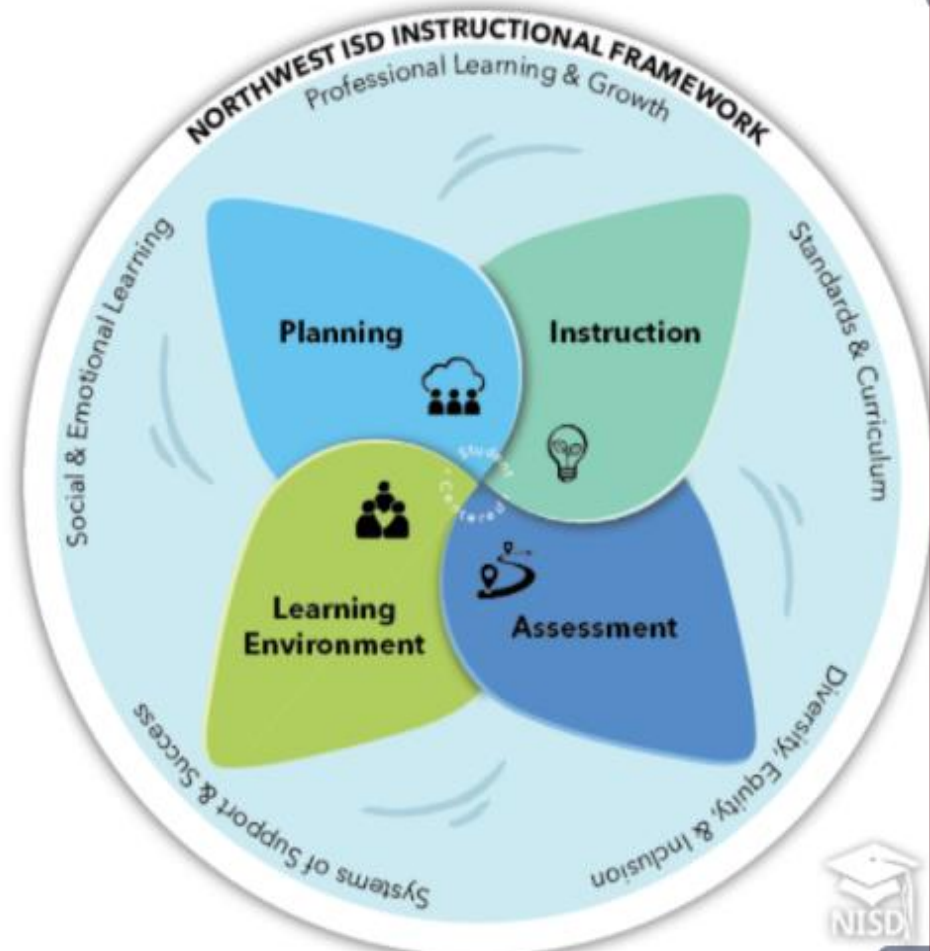 NORTHWEST ISD INSTRUCTIONAL FRAMEWORK
Professional Learning & Growth
Standards & Curriculum
Diversity, Equity, & Inclusion
Systems of Support & Success
Social & Emotional Learning
Planning
Instruction
Student
Centered
Learning
Environment
Assessment
NISD